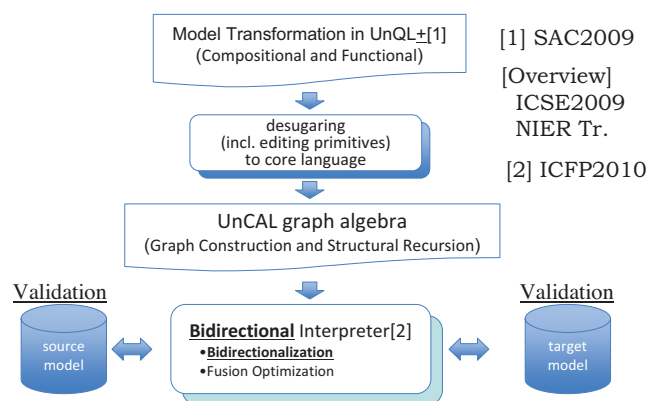 Model Transformation in UnQL+[1]
(Compositional and Functional)
[1] SAC2009
[Overview]
ICSE2009
NIER Tr.
[2] ICFP2010
desugaring
(incl. editing primitives)
to core language
UnCAL graph algebra
(Graph Construction and Structural Recursion)
Validation
source
model
Bidirectional Interpreter[2]
•Bidirectionalization
•Fusion Optimization
Validation
target
model